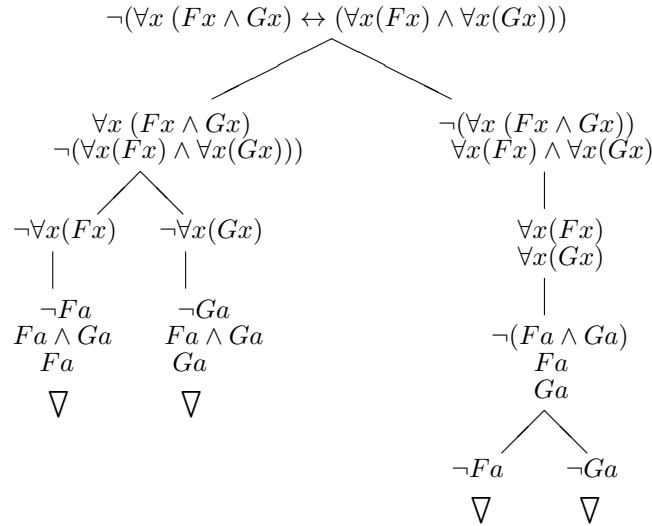 ¬(∀x (Fx ∧ Gx) ↔ (∀x(Fx) ∧ ∀x(Gx)))
∀x (Fx ∧ Gx)
¬(∀x(Fx) ∧ ∀x(Gx)))
¬(∀x (Fx ∧ Gx))
∀x(Fx) ∧ ∀x(Gx)
¬∀x(Fx)
¬∀x(Gx)
∀x(Fx)
∀x(Gx)
¬Fa
Fa ∧ Ga
Fa
▽
¬Ga
Fa ∧ Ga
Ga
▽
¬(Fa ∧ Ga)
Fa
Ga
¬Fa
▽
¬Ga
▽